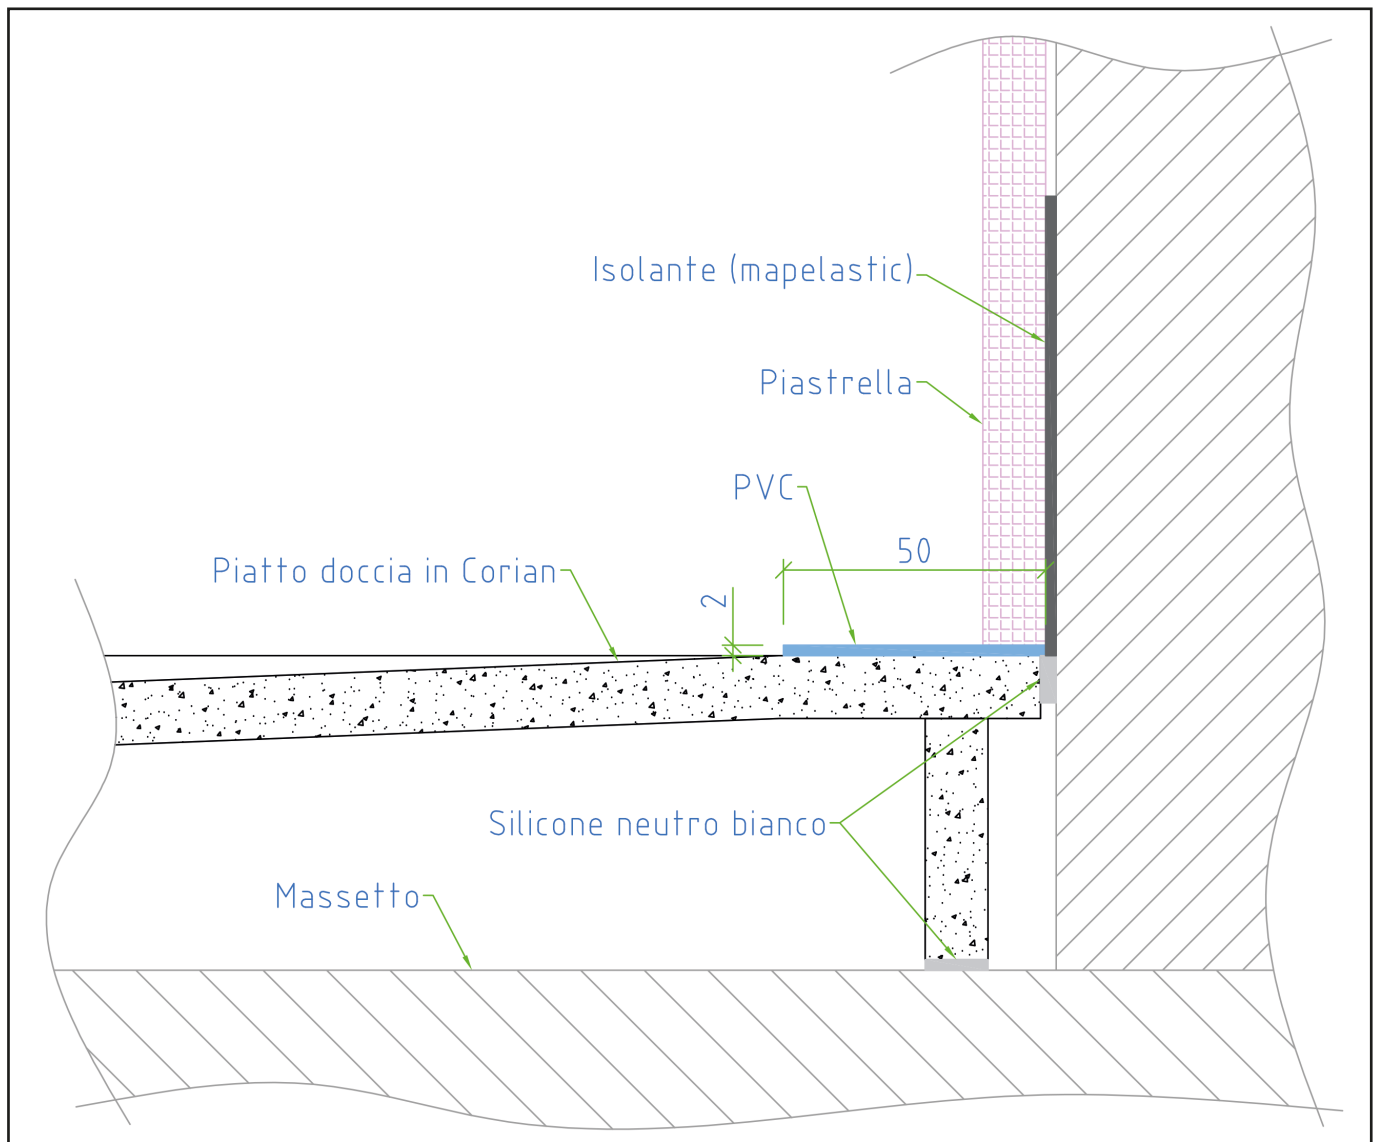 Isolante (mapelastic)
Piastrella
PVC
50
Piatto doccia in Corian
2
Silicone neutro bianco
Massetto